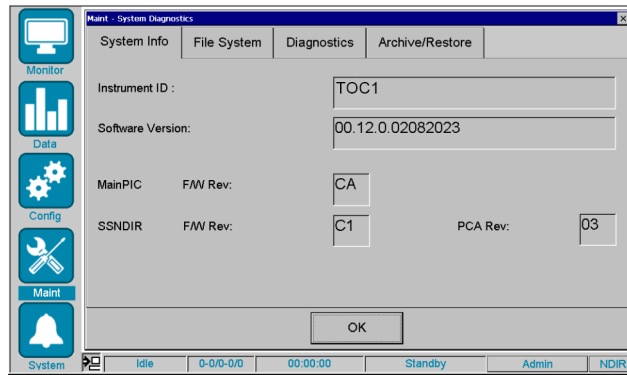 Maint - System Diagnostics
System Info File System Diagnostics Archive/Restore
Monitor
Instrument ID : TOC1
Software Version: 00.12.0.02082023
Data
MainPIC F/W Rev: CA
Config
SSNDIR F/W Rev: C1 PCA Rev: 03
Maint
OK
System
Idle 0-0/0-0/0 00:00:00 Standby Admin NDIR